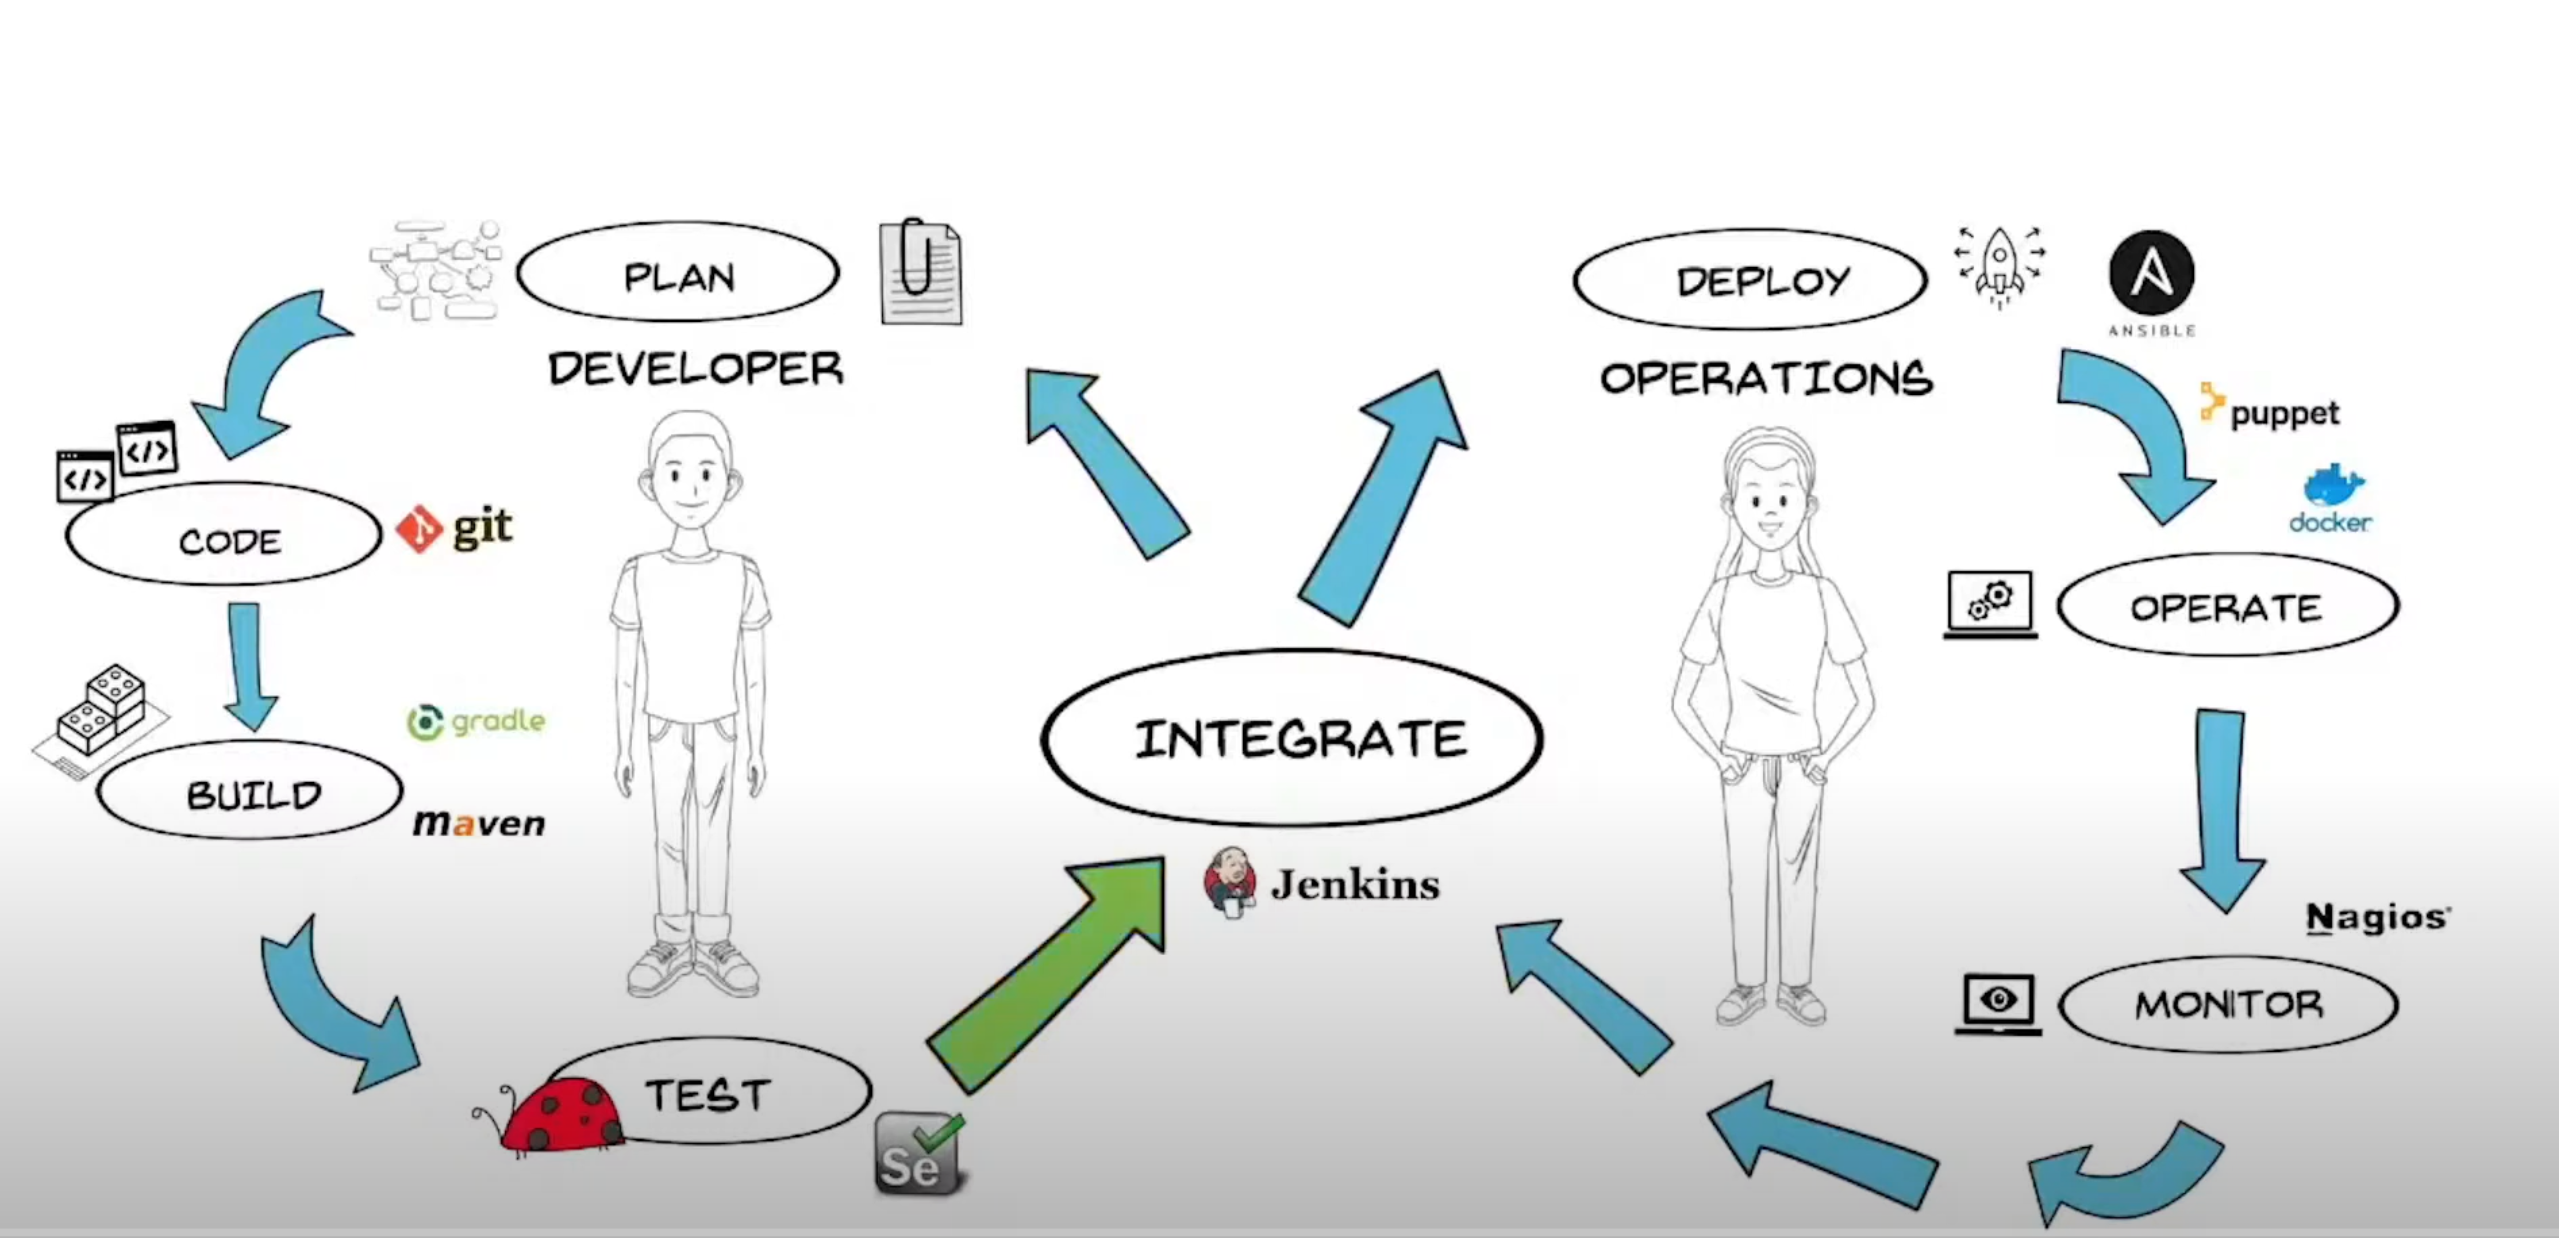 PLAN
DEVELOPER
</>
</>
CODE
git
BUILD
gradle
maven
TEST
Se
INTEGRATE
Jenkins
DEPLOY
ANSIBLE
OPERATIONS
puppet
docker
OPERATE
Nagios®
MONITOR